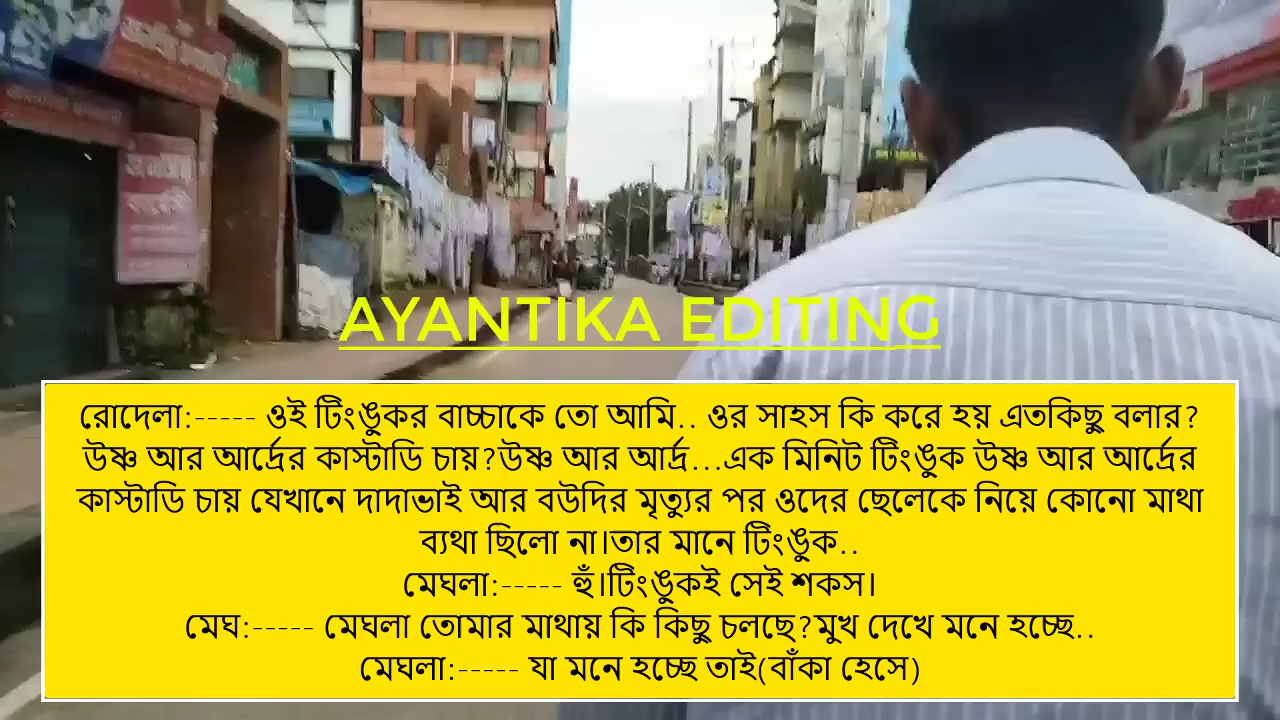 AYANTIKA EDITING
রোদেলা:----- ওই টিংঙুকর বাচ্চাকে তো আমি.. ওর সাহস কি করে হয় এতকিছু বলার?
উষ্ণ আর আর্দ্রের কাস্টাডি চায়?উষ্ণ আর আর্দ্র...এক মিনিট টিংঙুক উষ্ণ আর আর্দ্রের
কাস্টাডি চায় যেখানে দাদাভাই আর বউদির মৃত্যুর পর ওদের ছেলেকে নিয়ে কোনো মাথা
ব্যথা ছিলো না।তার মানে টিংঙুক..
মেঘলা:----- হুঁ।টিংঙুকই সেই শকস।
মেঘ:----- মেঘলা তোমার মাথায় কি কিছু চলছে?মুখ দেখে মনে হচ্ছে..
মেঘলা:----- যা মনে হচ্ছে তাই(বাঁকা হেসে)